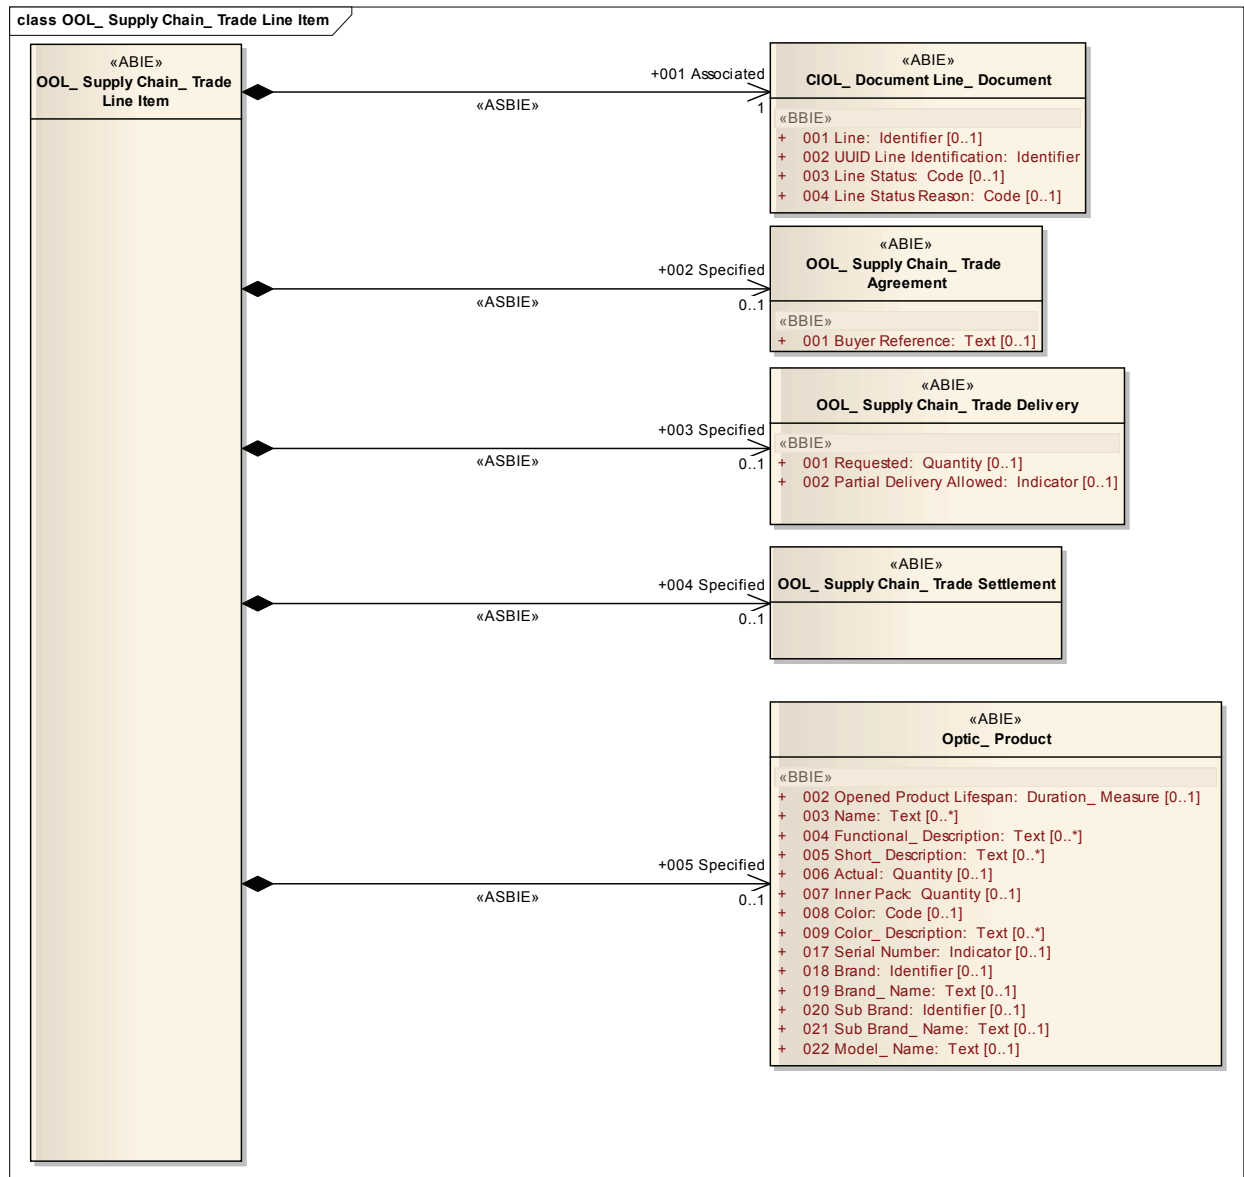 class OOL_ Supply Chain_ Trade Line Item
«ABIE»
OOL_ Supply Chain_ Trade
Line Item
+001 Associated
«ASBIE»
1
«ABIE»
CIOL_ Document Line_ Document
«BBIE»
+ 001 Line: Identifier [0..1]
+ 002 UUID Line Identification: Identifier
+ 003 Line Status: Code [0..1]
+ 004 Line Status Reason: Code [0..1]
+002 Specified
«ASBIE»
0..1
«ABIE»
OOL_ Supply Chain_ Trade
Agreement
«BBIE»
+ 001 Buyer Reference: Text [0..1]
+003 Specified
«ASBIE»
0..1
«ABIE»
OOL_ Supply Chain_ Trade Delivery
«BBIE»
+ 001 Requested: Quantity [0..1]
+ 002 Partial Delivery Allowed: Indicator [0..1]
+004 Specified
«ASBIE»
0..1
«ABIE»
OOL_ Supply Chain_ Trade Settlement
+005 Specified
«ASBIE»
0..1
«ABIE»
Optic_ Product
«BBIE»
+ 002 Opened Product Lifespan: Duration_ Measure [0..1]
+ 003 Name: Text [0..*]
+ 004 Functional_ Description: Text [0..*]
+ 005 Short_ Description: Text [0..*]
+ 006 Actual: Quantity [0..1]
+ 007 Inner Pack: Quantity [0..1]
+ 008 Color: Code [0..1]
+ 009 Color_ Description: Text [0..*]
+ 017 Serial Number: Indicator [0..1]
+ 018 Brand: Identifier [0..1]
+ 019 Brand_ Name: Text [0..1]
+ 020 Sub Brand: Identifier [0..1]
+ 021 Sub Brand_ Name: Text [0..1]
+ 022 Model_ Name: Text [0..1]